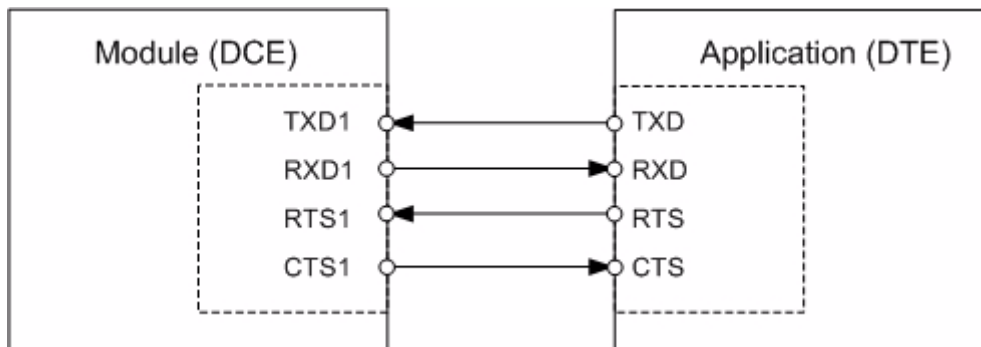 Module (DCE)
Application (DTE)
TXD1
TXD
RXD1
RXD
RTS1
RTS
CTS1
CTS